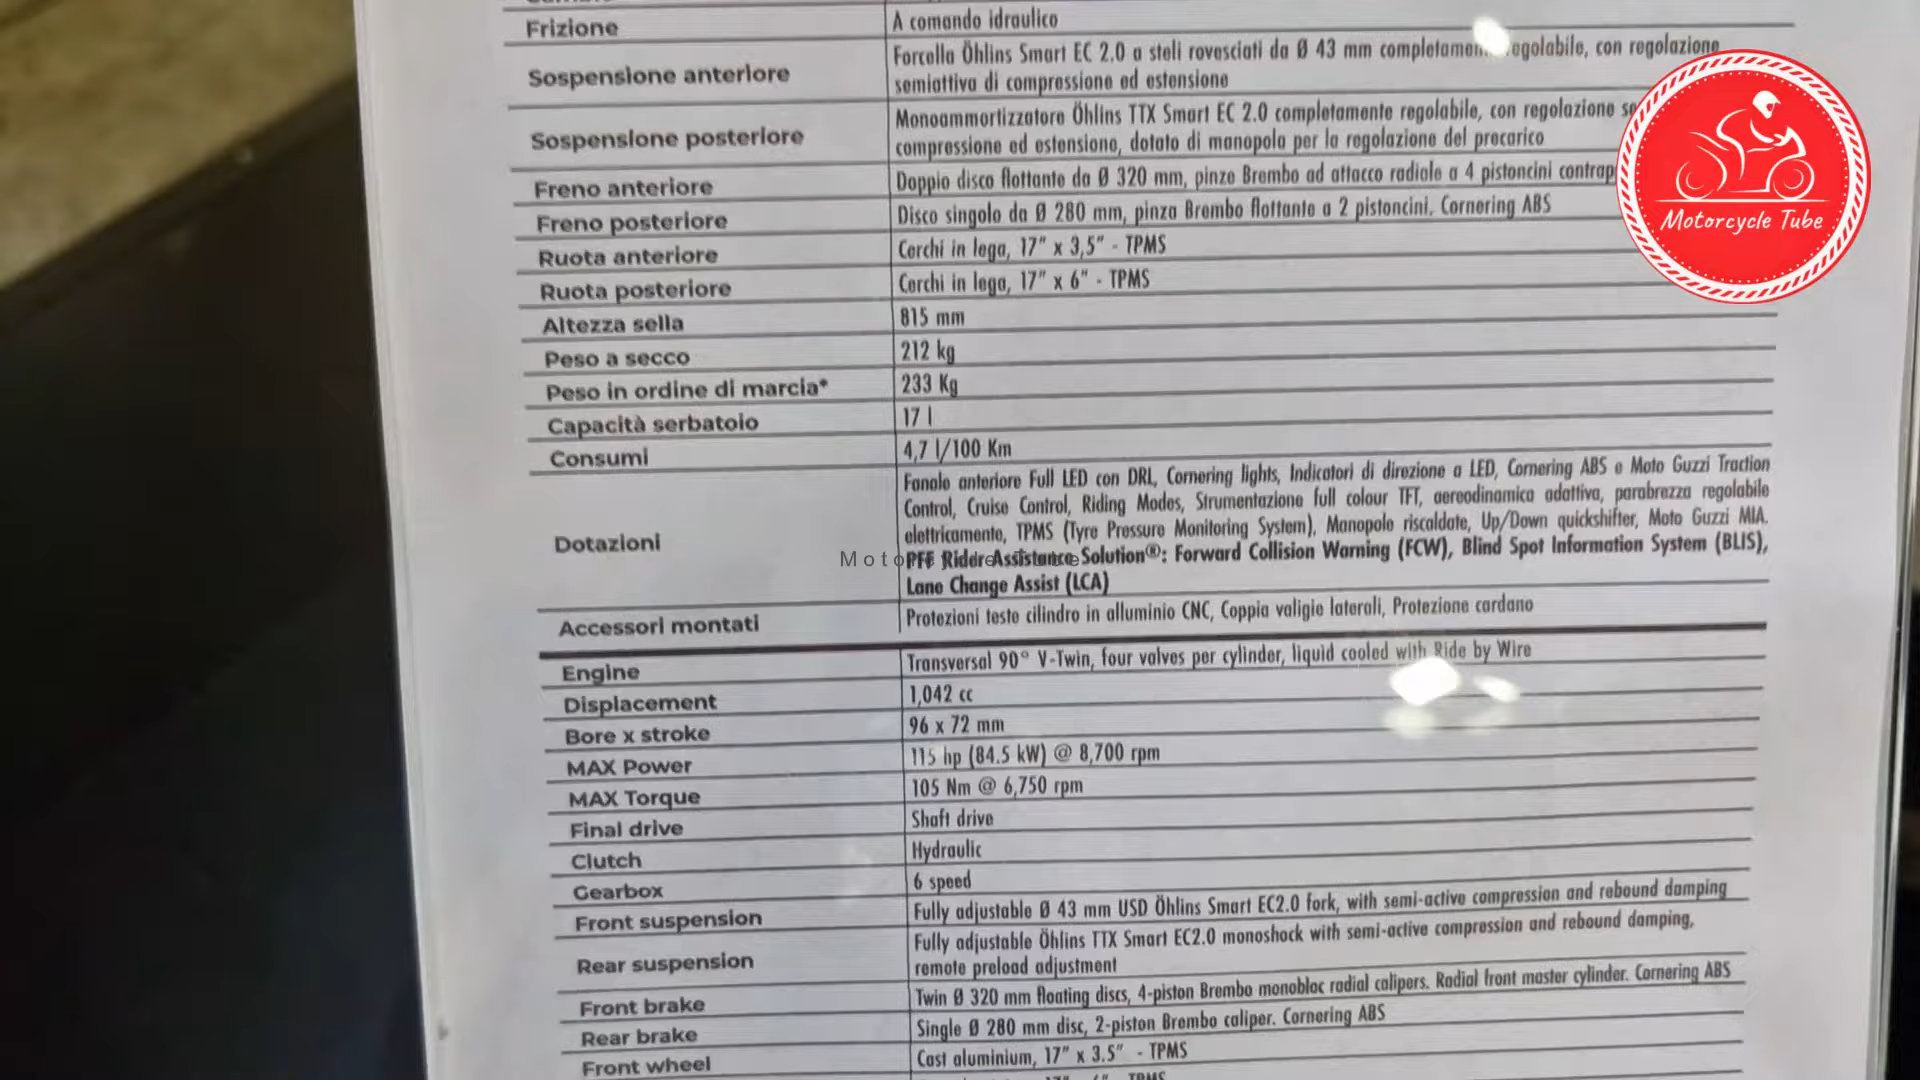 Frizione
A comando idraulico
Sospensione anteriore
Forcella Öhlins Smart EC 2.0 a steli rovesciati da Ø 43 mm con regolazione
semiattiva di compressione ed estensione
Sospensione posteriore
Monoammortizzatore Öhlins TTX Smart EC 2.0 completamente regolabile, con regolazione
compressione ed estensione, dotato di manopola per la regolazione del precarico
Freno anteriore
Doppio disco flottante da Ø 320 mm, pinze Brembo ad attacco radiale a 4 pistoncini
Freno posteriore
Disco singolo da Ø 280 mm, pinza Brembo flottante a 2 pistoncini. Cornering ABS
Ruota anteriore
Cerchi in lega, 17" x 3,5" - TPMS
Ruota posteriore
Cerchi in lega, 17" x 6" - TPMS
Altezza sella
815 mm
Peso a secco
212 kg
Peso in ordine di marcia*
233 Kg
Capacità serbatoio
17 l
Consumi
4,7 l/100 Km
Dotazioni
Fanale anteriore Full LED con DRL, Cornering lights, Indicatori di direzione a LED, Cornering ABS e Moto Guzzi Traction
Control, Cruise Control, Riding Modes, Strumentazione full colour TFT, aereodinamica adattiva, parabrezza regolabile
elettricamente, TPMS (Tyre Pressure Monitoring System), Manopole riscaldate, Up/Down quickshifter, Moto Guzzi MIA.
PFF Rider Assistance Solution®: Forward Collision Warning (FCW), Blind Spot Information System (BLIS),
Lane Change Assist (LCA)
Accessori montati
Protezioni teste cilindro in alluminio CNC, Coppia valigie laterali, Protezione cardano
Engine
Transversal 90° V-Twin, four valves per cylinder, liquid cooled with Ride by Wire
Displacement
1,042 cc
Bore x stroke
96 x 72 mm
MAX Power
115 hp (84.5 kW) @ 8,700 rpm
MAX Torque
105 Nm @ 6,750 rpm
Final drive
Shaft drive
Clutch
Hydraulic
Gearbox
6 speed
Front suspension
Fully adjustable Ø 43 mm USD Öhlins Smart EC2.0 fork, with semi-active compression and rebound damping
Rear suspension
Fully adjustable Öhlins TTX Smart EC2.0 monoshock with semi-active compression and rebound damping,
remote preload adjustment
Front brake
Twin Ø 320 mm floating discs, 4-piston Brembo monobloc radial calipers. Radial front master cylinder. Cornering ABS
Rear brake
Single Ø 280 mm disc, 2-piston Brembo caliper. Cornering ABS
Front wheel
Cast aluminium, 17" x 3.5" - TPMS
Motorcycle Tube